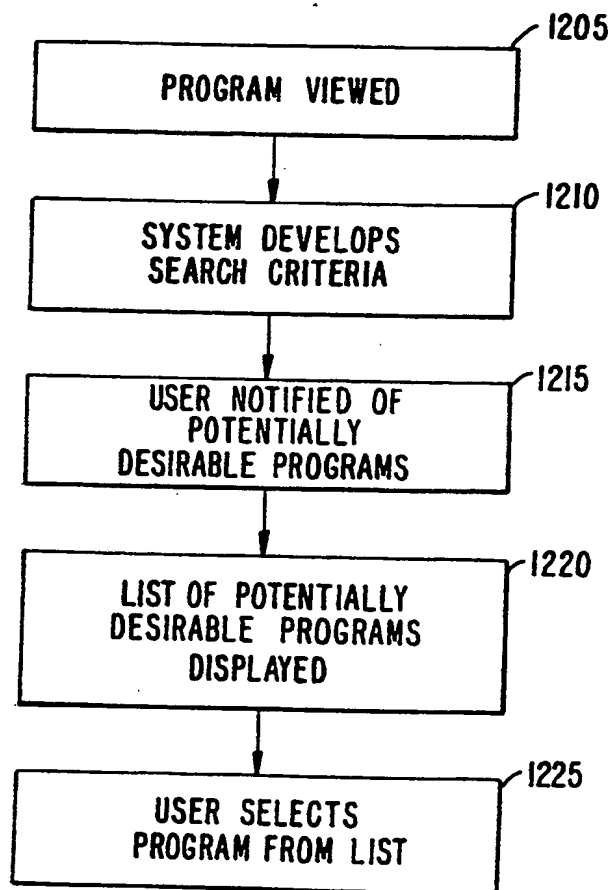 1205
PROGRAM VIEWED
1210
SYSTEM DEVELOPS
SEARCH CRITERIA
1215
USER NOTIFIED OF
POTENTIALLY
DESIRABLE PROGRAMS
1220
LIST OF POTENTIALLY
DESIRABLE PROGRAMS
DISPLAYED
1225
USER SELECTS
PROGRAM FROM LIST